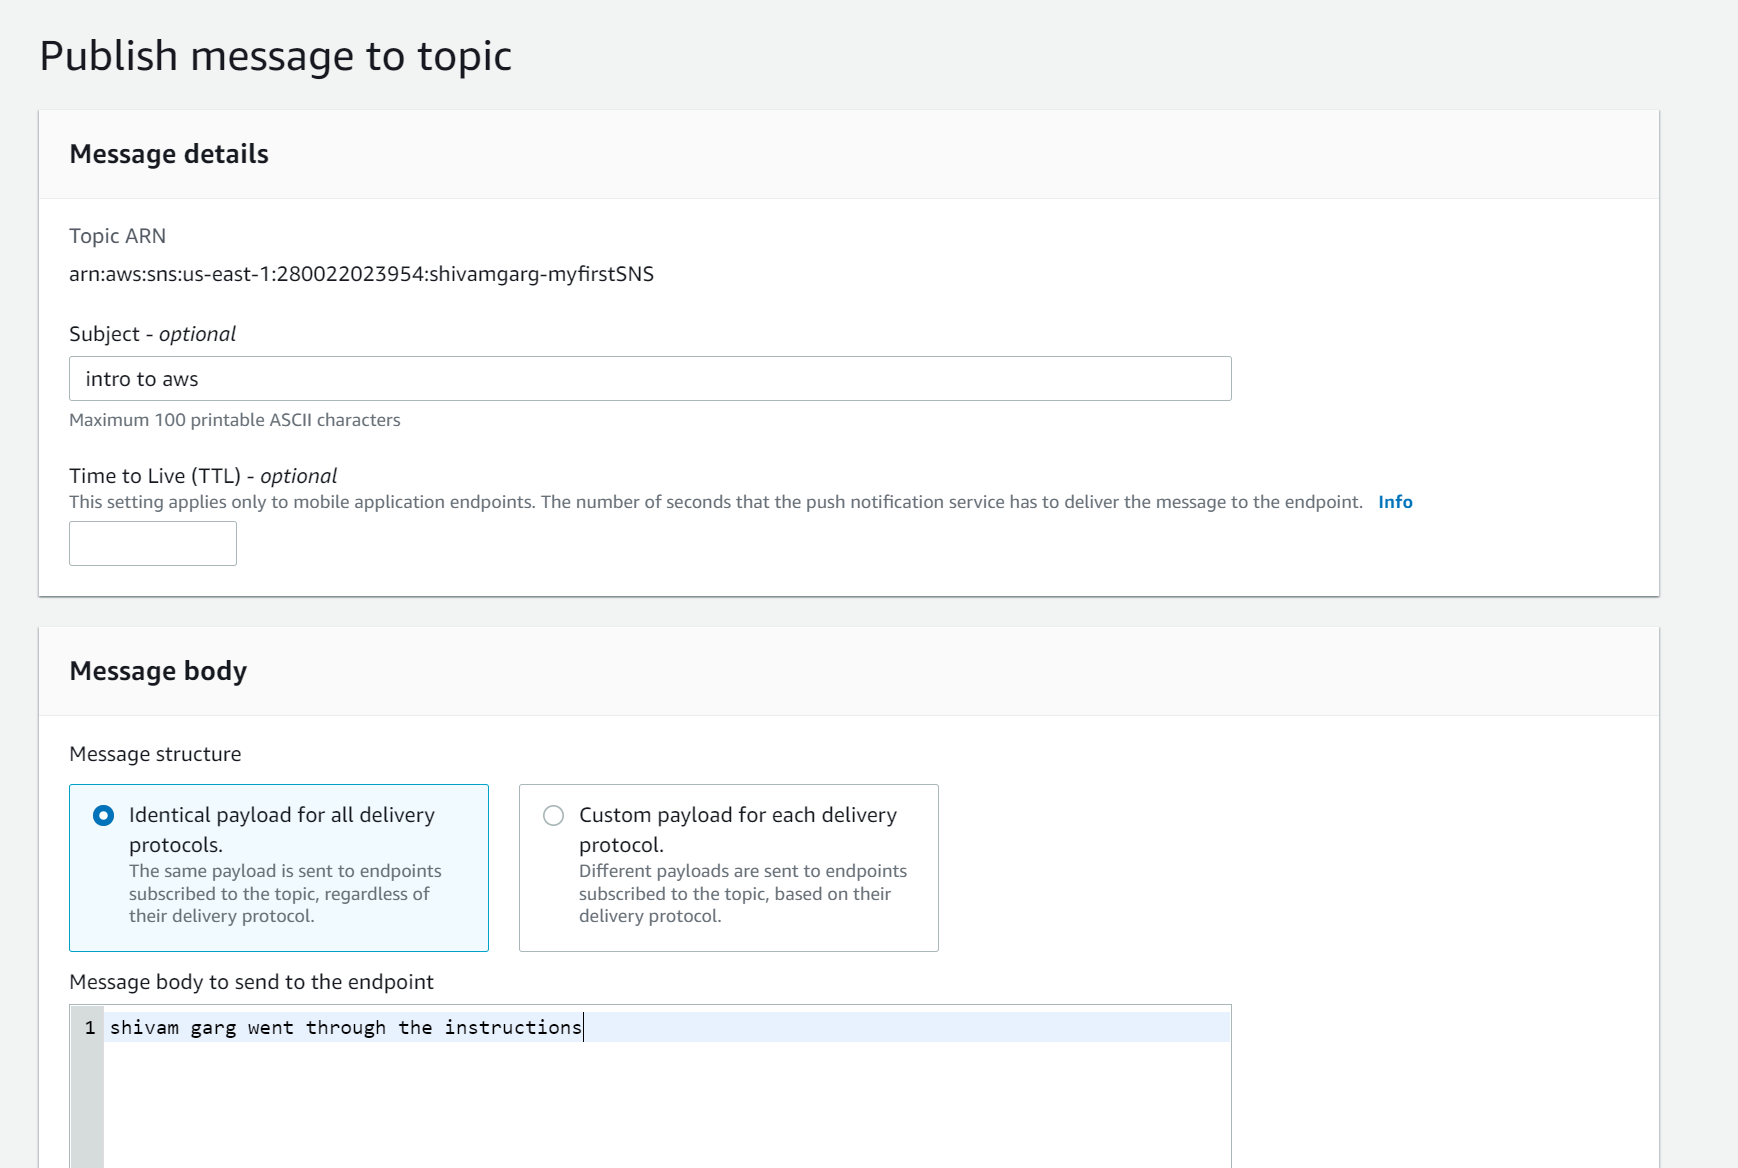 Publish message to topic
Message details
Topic ARN
arn:aws:sns:us-east-1:280022023954:shivamgarg-myfirstSNS
Subject - optional
intro to aws
Maximum 100 printable ASCII characters
Time to Live (TTL) - optional
This setting applies only to mobile application endpoints. The number of seconds that the push notification service has to deliver the message to the endpoint. Info
Message body
Message structure
Identical payload for all delivery
protocols.
The same payload is sent to endpoints
subscribed to the topic, regardless of
their delivery protocol.
Custom payload for each delivery
protocol.
Different payloads are sent to endpoints
subscribed to the topic, based on their
delivery protocol.
Message body to send to the endpoint
1 shivam garg went through the instructions